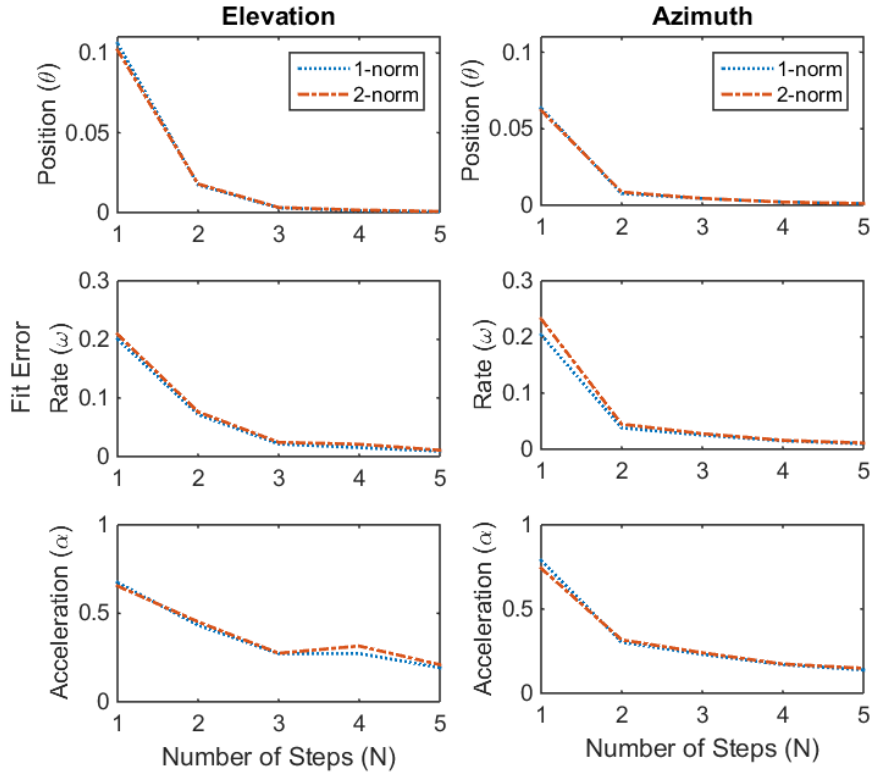 Elevation
Azimuth
0.1
0.05
0
Position (θ)
1-norm
2-norm
1 2 3 4 5
0.1
0.05
0
Position (θ)
1-norm
2-norm
1 2 3 4 5
Fit Error
Rate (ω)
0.3
0.2
0.1
0
1 2 3 4 5
Rate (ω)
0.3
0.2
0.1
0
1 2 3 4 5
Acceleration (α)
1
0.5
0
1 2 3 4 5
Number of Steps (N)
Acceleration (α)
1
0.5
0
1 2 3 4 5
Number of Steps (N)